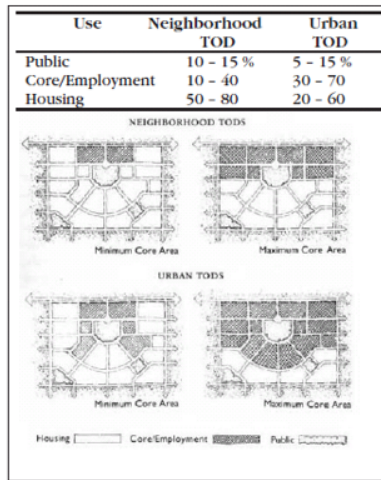 Use Neighborhood TOD Urban TOD
Public 10 – 15 % 5 – 15 %
Core/Employment 10 – 40 30 – 70
Housing 50 – 80 20 – 60
NEIGHBORHOOD TODS
Minimum Core Area Maximum Core Area
URBAN TODS
Minimum Core Area Maximum Core Area
Housing Core/Employment Public